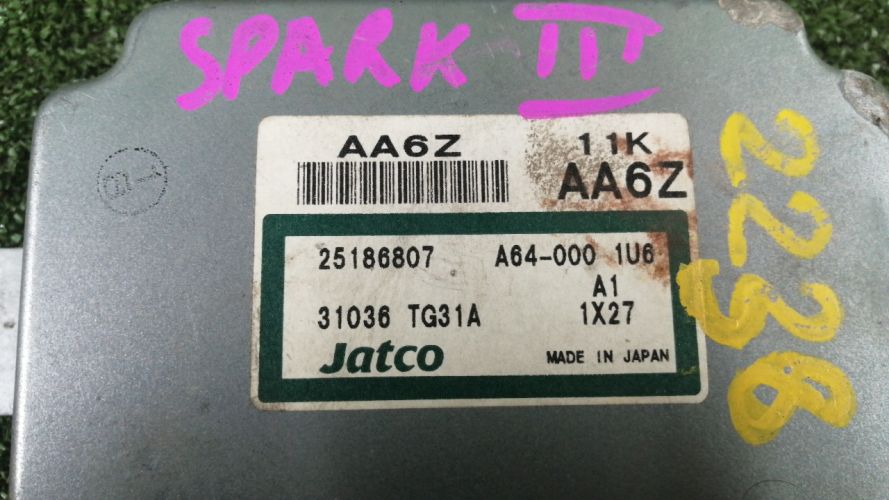 SPARK III
AA6Z
11K
AA6Z
25186807 A64-000 1U6
A1
31036 TG31A 1X27
Jatco MADE IN JAPAN
2238